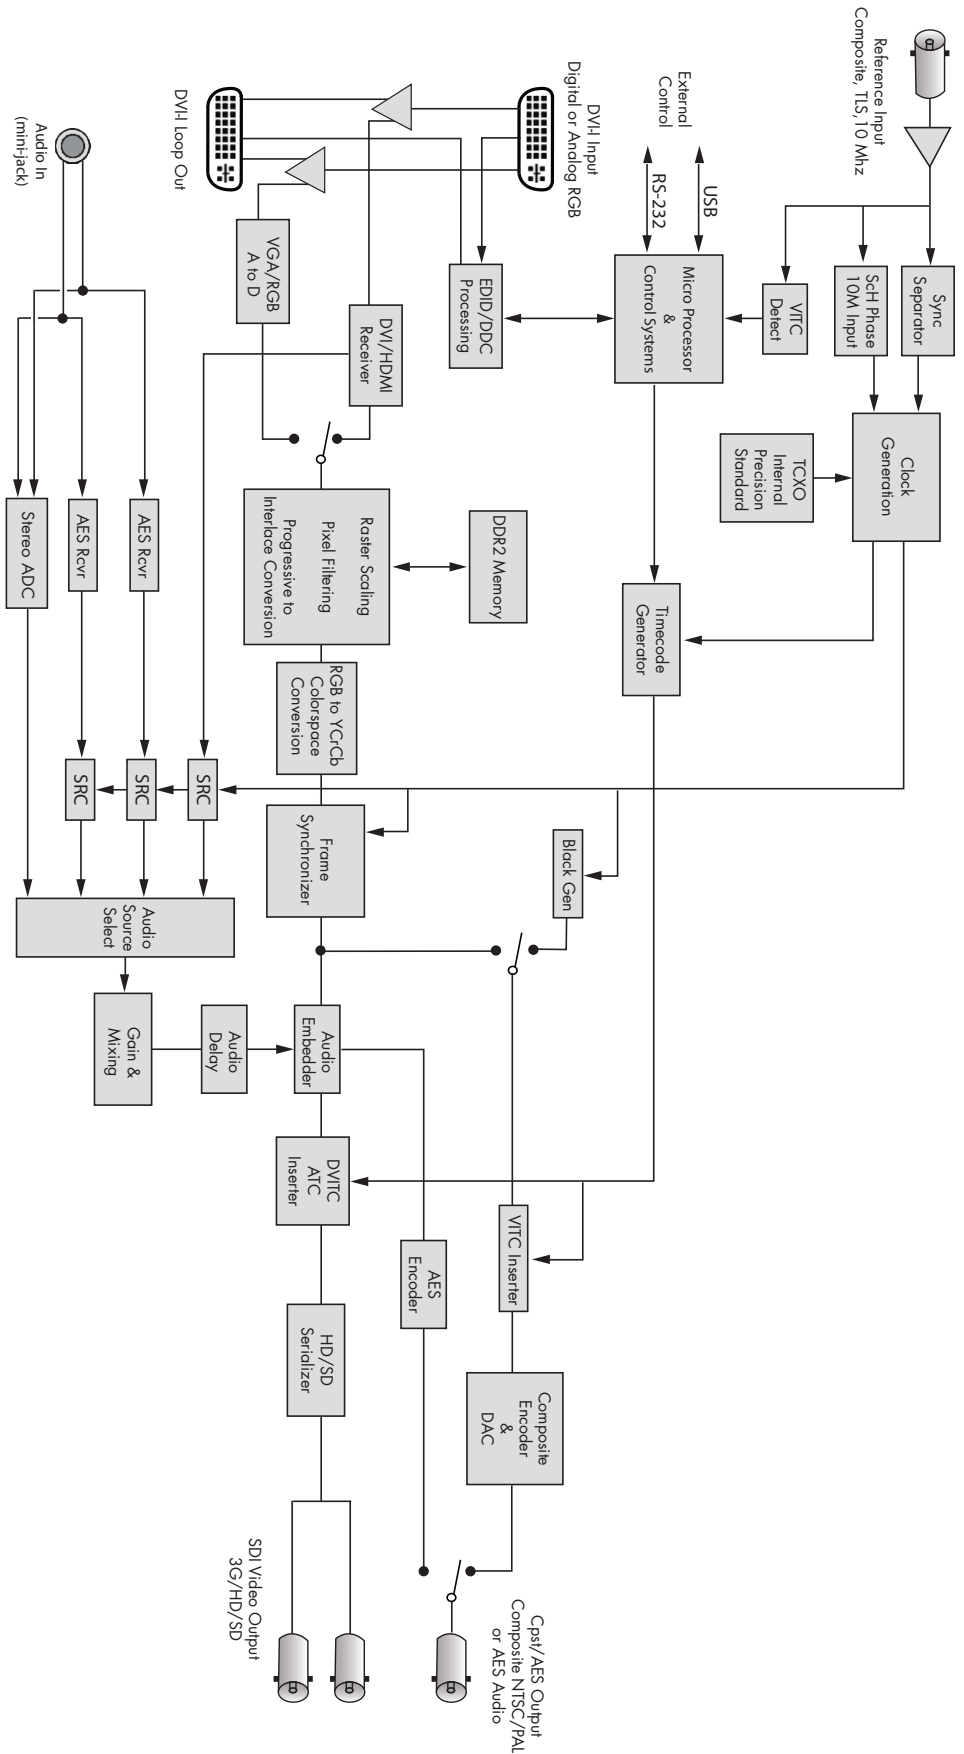 Reference Input
Composite, TLS, 10 Mhz
Sync
Separator
ScH Phase
10M Input
VITC
Detect
Clock
Generation
TCXO
Internal
Precision
Standard
USB
RS-232
External
Control
Micro Processor
&
Control Systems
Timecode
Generator
DVI-I Input
Digital or Analog RGB
EDID/DDC
Processing
DDR2 Memory
Black Gen
VITC Inserter
Composite
Encoder
&
DAC
Cpst/AES Output
Composite NTSC/PAL
or AES Audio
DVI/HDMI
Receiver
VGA/RGB
A to D
DVI-I Loop Out
Raster Scaling
Pixel Filtering
Progressive to
Interlace Conversion
RGB to YCrCb
Colorspace
Conversion
Frame
Synchronizer
Audio
Embedder
DVITC
ATC
Inserter
AES
Encoder
HD/SD
Serializer
SDI Video Output
3G/HD/SD
Audio In
(mini-jack)
AES Rcvr
AES Rcvr
Stereo ADC
SRC
SRC
SRC
Audio
Source
Select
Gain &
Mixing
Audio
Delay